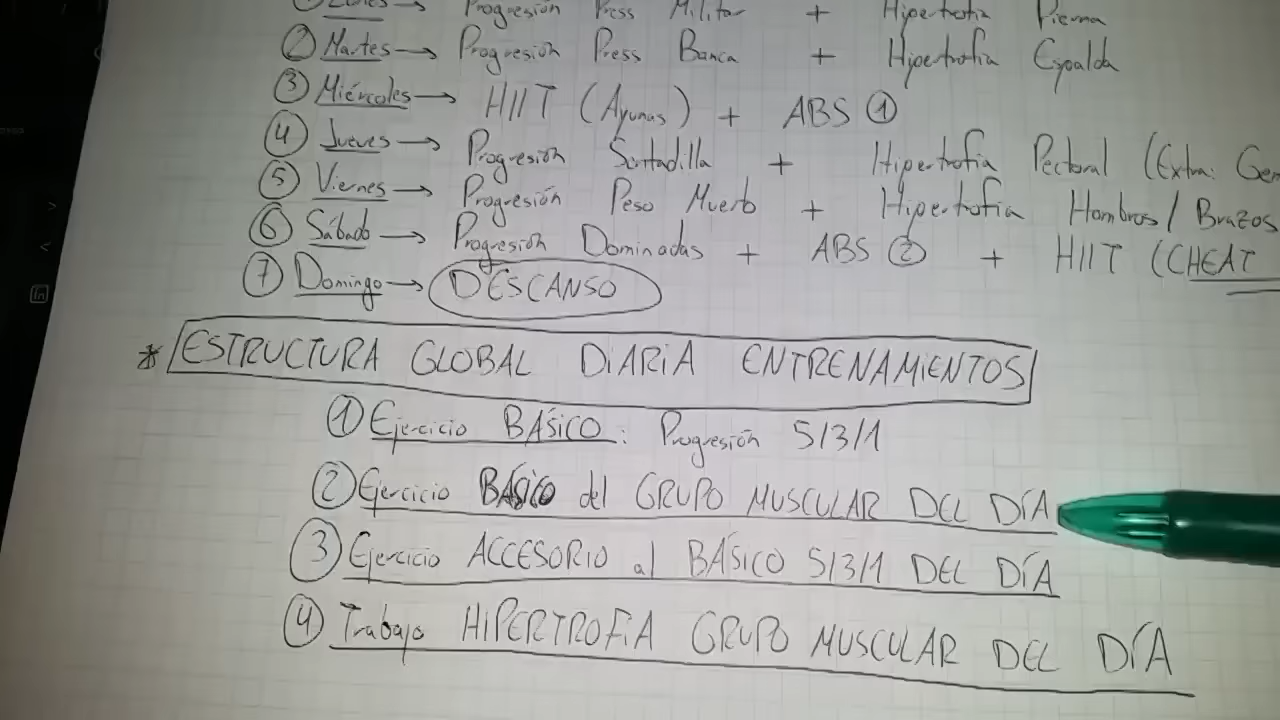 ① Lunes → Progresión Press Militar + Hipertrofia Pierna
② Martes → Progresión Press Banca + Hipertrofia Espalda
③ Miércoles → HIIT (Ayunas) + ABS ①
④ Jueves → Progresión Sentadilla + Hipertrofia Pectoral (Extra: Gem
⑤ Viernes → Progresión Peso Muerto + Hipertrofia Hombros/Brazos
⑥ Sábado → Progresión Dominadas + ABS ② + HIIT (CHEAT
⑦ Domingo → DESCANSO
* ESTRUCTURA GLOBAL DIARIA ENTRENAMIENTOS
① Ejercicio BÁSICO: Progresión 5/3/1
② Ejercicio BÁSICO del GRUPO MUSCULAR DEL DÍA
③ Ejercicio ACCESORIO al BÁSICO 5/3/1 DEL DÍA
④ Trabajo HIPERTROFIA GRUPO MUSCULAR DEL DÍA